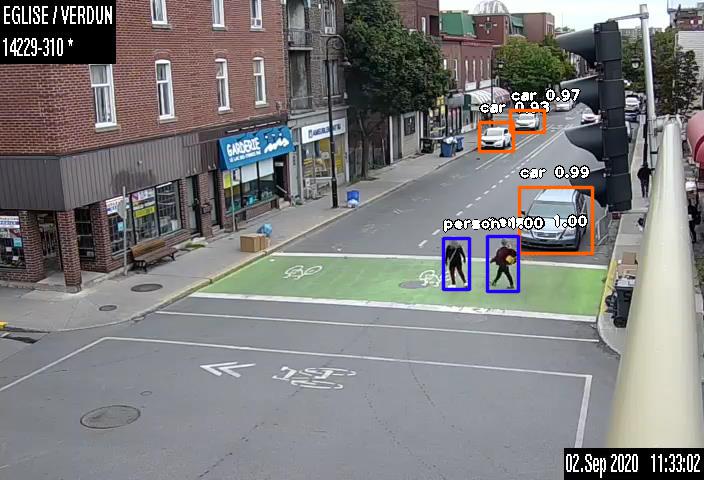 EGLISE / VERDUN
14229-310 *
car 0.97
car 0.93
car 0.99
person 1.00
1.00
GARDERIE
02.Sep 2020 11:33:02